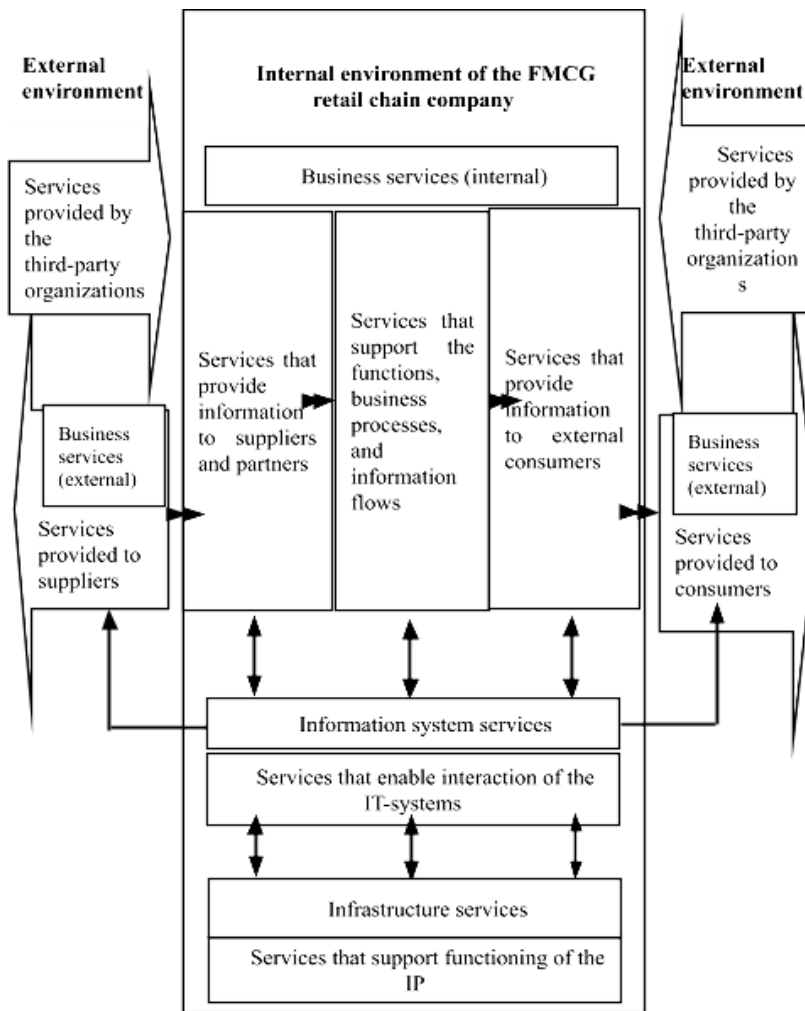 External
environment
Internal environment of the FMCG
retail chain company
External
environment
Business services (internal)
Services
provided by
the
third-party
organizations
Services
provided by
the
third-party
organization
s
Services that
provide
information
to suppliers
and partners
Services that
support the
functions,
business
processes,
and
information
flows
Services that
provide
information
to external
consumers
Business
services
(external)
Services
provided to
suppliers
Business
services
(external)
Services
provided to
consumers
Information system services
Services that enable interaction of the
IT-systems
Infrastructure services
Services that support functioning of the
IP